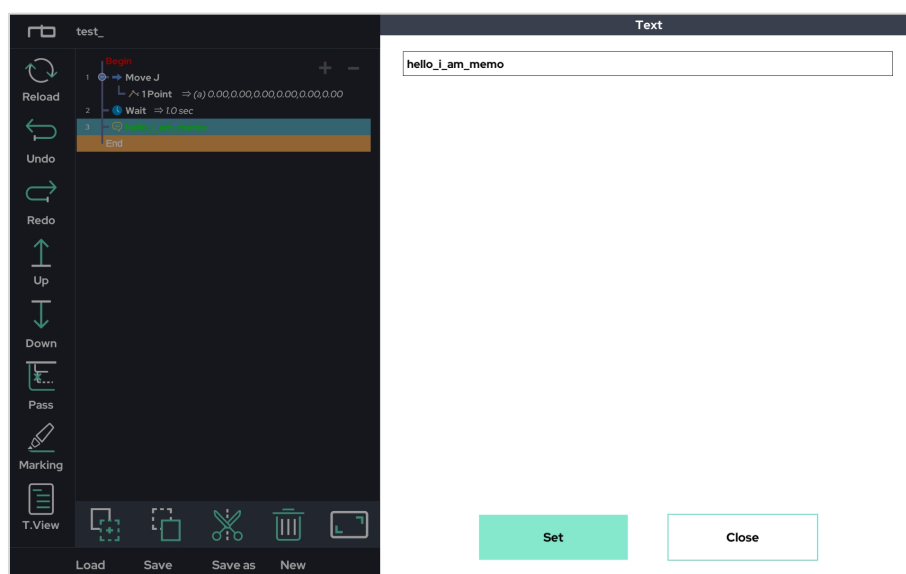 test_
Text
Reload
Undo
Redo
Up
Down
Pass
Marking
T.View
Begin
1 Move J
1 Point ⇒ (a) 0.00,0.00,0.00,0.00,0.00,0.00
2 Wait ⇒ 1.0 sec
3 hello_i_am_memo
End
Load Save Save as New
hello_i_am_memo
Set Close